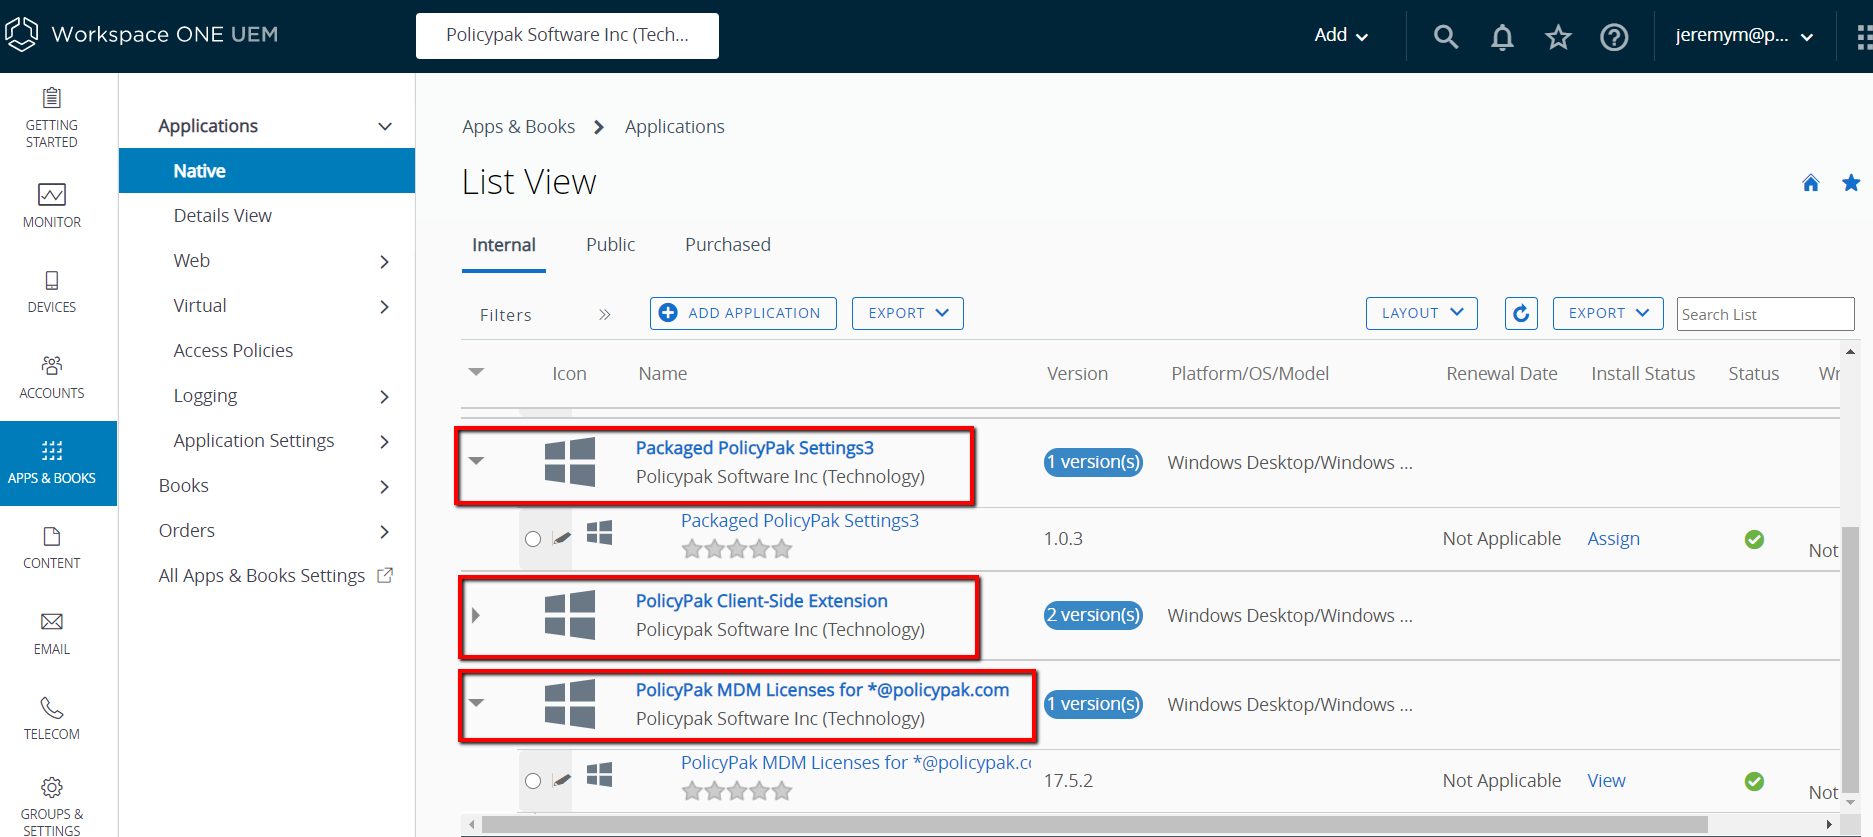 Workspace ONE UEM
Policypak Software Inc (Tech...
Add
jeremym@p...
GETTING
STARTED
MONITOR
DEVICES
ACCOUNTS
APPS & BOOKS
CONTENT
EMAIL
TELECOM
GROUPS &
SETTINGS
Applications
Native
Details View
Web
Virtual
Access Policies
Logging
Application Settings
Books
Orders
All Apps & Books Settings
Apps & Books
Applications
List View
Internal
Public
Purchased
Filters
ADD APPLICATION
EXPORT
LAYOUT
EXPORT
Search List
Icon
Name
Version
Platform/OS/Model
Renewal Date
Install Status
Status
Wr
Packaged PolicyPak Settings3
Policypak Software Inc (Technology)
1 version(s)
Windows Desktop/Windows ...
Packaged PolicyPak Settings3
1.0.3
Not Applicable
Assign
Not
PolicyPak Client-Side Extension
Policypak Software Inc (Technology)
2 version(s)
Windows Desktop/Windows ...
PolicyPak MDM Licenses for *@policypak.com
Policypak Software Inc (Technology)
1 version(s)
Windows Desktop/Windows ...
PolicyPak MDM Licenses for *@policypak.co
17.5.2
Not Applicable
View
Not